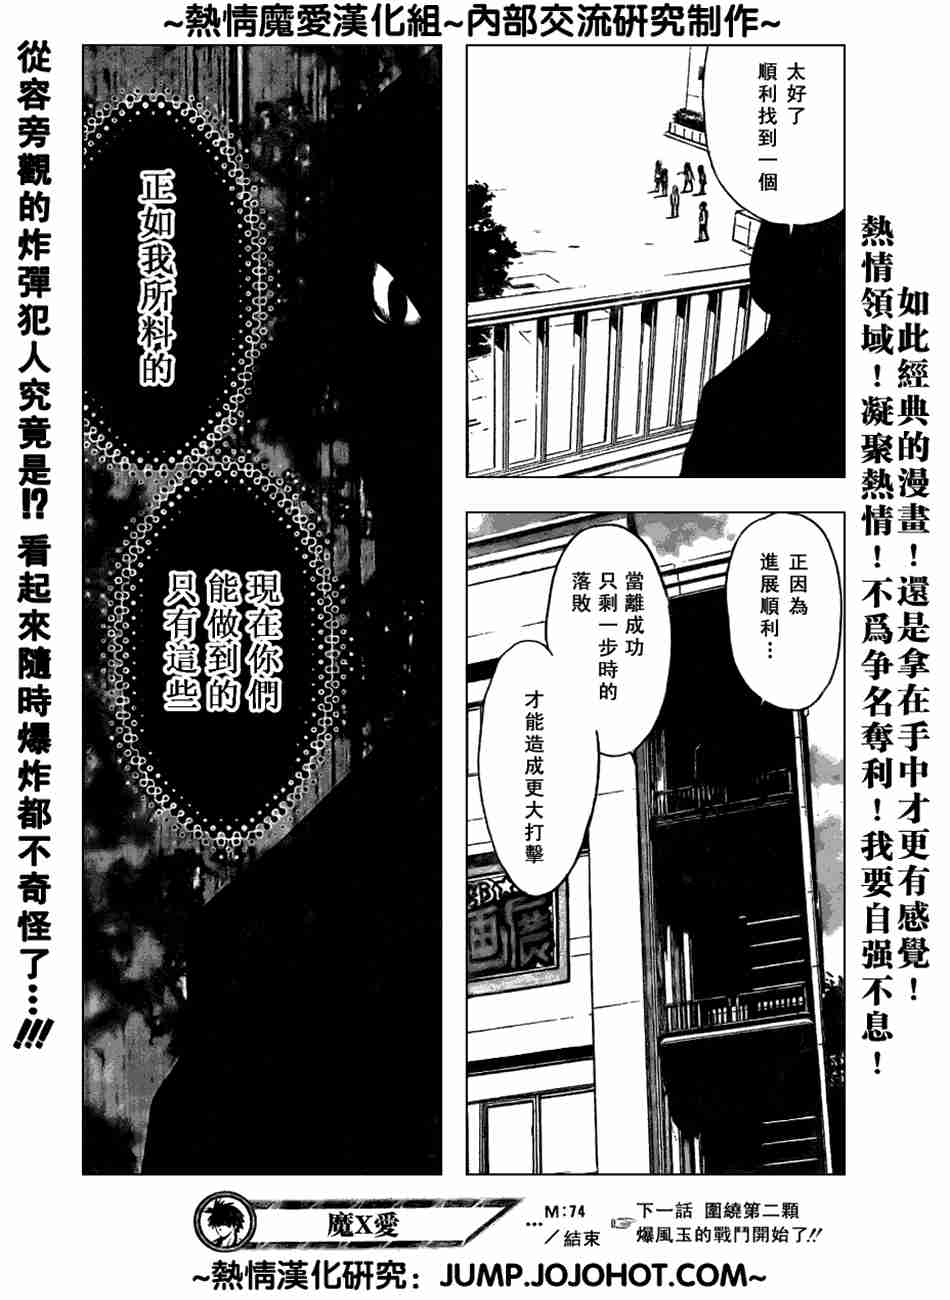 ~熱情魔愛漢化組~內部交流研究制作~
如此經典的漫畫！還是拿在手中才更有感覺！
熱情領域！凝聚熱情！不爲争名奪利！我要自强不息！
太好了
順利找到一個
正因為
進展順利…
當離成功
只剩一步時的
落敗
才能造成更大打擊
正如我所料的
現在你們
能做到的
只有這些
從容旁觀的炸彈犯人究竟是!? 看起來隨時爆炸都不奇怪了…!!!
魔X愛
…M:74
／結束
☞下一話 圍繞第二顆
爆風玉的戰鬥開始了!!
~熱情漢化研究：JUMP.JOJOHOT.COM~